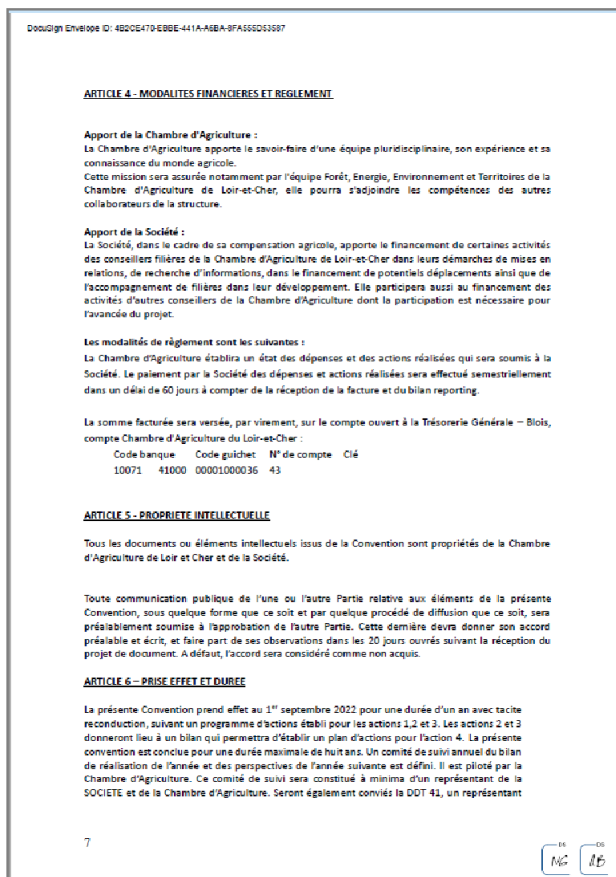 DocuSign Envelope ID: 4B2CE470-EBBE-441A-A6BA-9FA555D53587
ARTICLE 4 - MODALITES FINANCIERES ET REGLEMENT
Apport de la Chambre d'Agriculture :
La Chambre d'Agriculture apporte le savoir-faire d'une équipe pluridisciplinaire, son expérience et sa
connaissance du monde agricole.
Cette mission sera assurée notamment par l'équipe Forêt, Energie, Environnement et Territoires de la
Chambre d'Agriculture de Loir-et-Cher, elle pourra s'adjoindre les compétences des autres
collaborateurs de la structure.
Apport de la Société :
La Société, dans le cadre de sa compensation agricole, apporte le financement de certaines activités
des conseillers filières de la Chambre d'Agriculture de Loir-et-Cher dans leurs démarches de mises en
relations, de recherche d'informations, dans le financement de potentiels déplacements ainsi que de
l'accompagnement de filières dans leur développement. Elle participera aussi au financement des
activités d'autres conseillers de la Chambre d'Agriculture dont la participation est nécessaire pour
l'avancée du projet.
Les modalités de règlement sont les suivantes :
La Chambre d'Agriculture établira un état des dépenses et des actions réalisées qui sera soumis à la
Société. Le paiement par la Société des dépenses et actions réalisées sera effectué semestriellement
dans un délai de 60 jours à compter de la réception de la facture et du bilan reporting.
La somme facturée sera versée, par virement, sur le compte ouvert à la Trésorerie Générale – Blois,
compte Chambre d'Agriculture du Loir-et-Cher :
Code banque Code guichet N° de compte Clé
10071 41000 00001000036 43
ARTICLE 5 - PROPRIETE INTELLECTUELLE
Tous les documents ou éléments intellectuels issus de la Convention sont propriétés de la Chambre
d'Agriculture de Loir et Cher et de la Société.
Toute communication publique de l'une ou l'autre Partie relative aux éléments de la présente
Convention, sous quelque forme que ce soit et par quelque procédé de diffusion que ce soit, sera
préalablement soumise à l'approbation de l'autre Partie. Cette dernière devra donner son accord
préalable et écrit, et faire part de ses observations dans les 20 jours ouvrés suivant la réception du
projet de document. A défaut, l'accord sera considéré comme non acquis.
ARTICLE 6 – PRISE EFFET ET DUREE
La présente Convention prend effet au 1er septembre 2022 pour une durée d'un an avec tacite
reconduction, suivant un programme d'actions établi pour les actions 1,2 et 3. Les actions 2 et 3
donneront lieu à un bilan qui permettra d'établir un plan d'actions pour l'action 4. La présente
convention est conclue pour une durée maximale de huit ans. Un comité de suivi annuel du bilan
de réalisation de l'année et des perspectives de l'année suivante est défini. Il est piloté par la
Chambre d'Agriculture. Ce comité de suivi sera constitué à minima d'un représentant de la
SOCIETE et de la Chambre d'Agriculture. Seront également conviés la DDT 41, un représentant
7
DS DS
NG AB